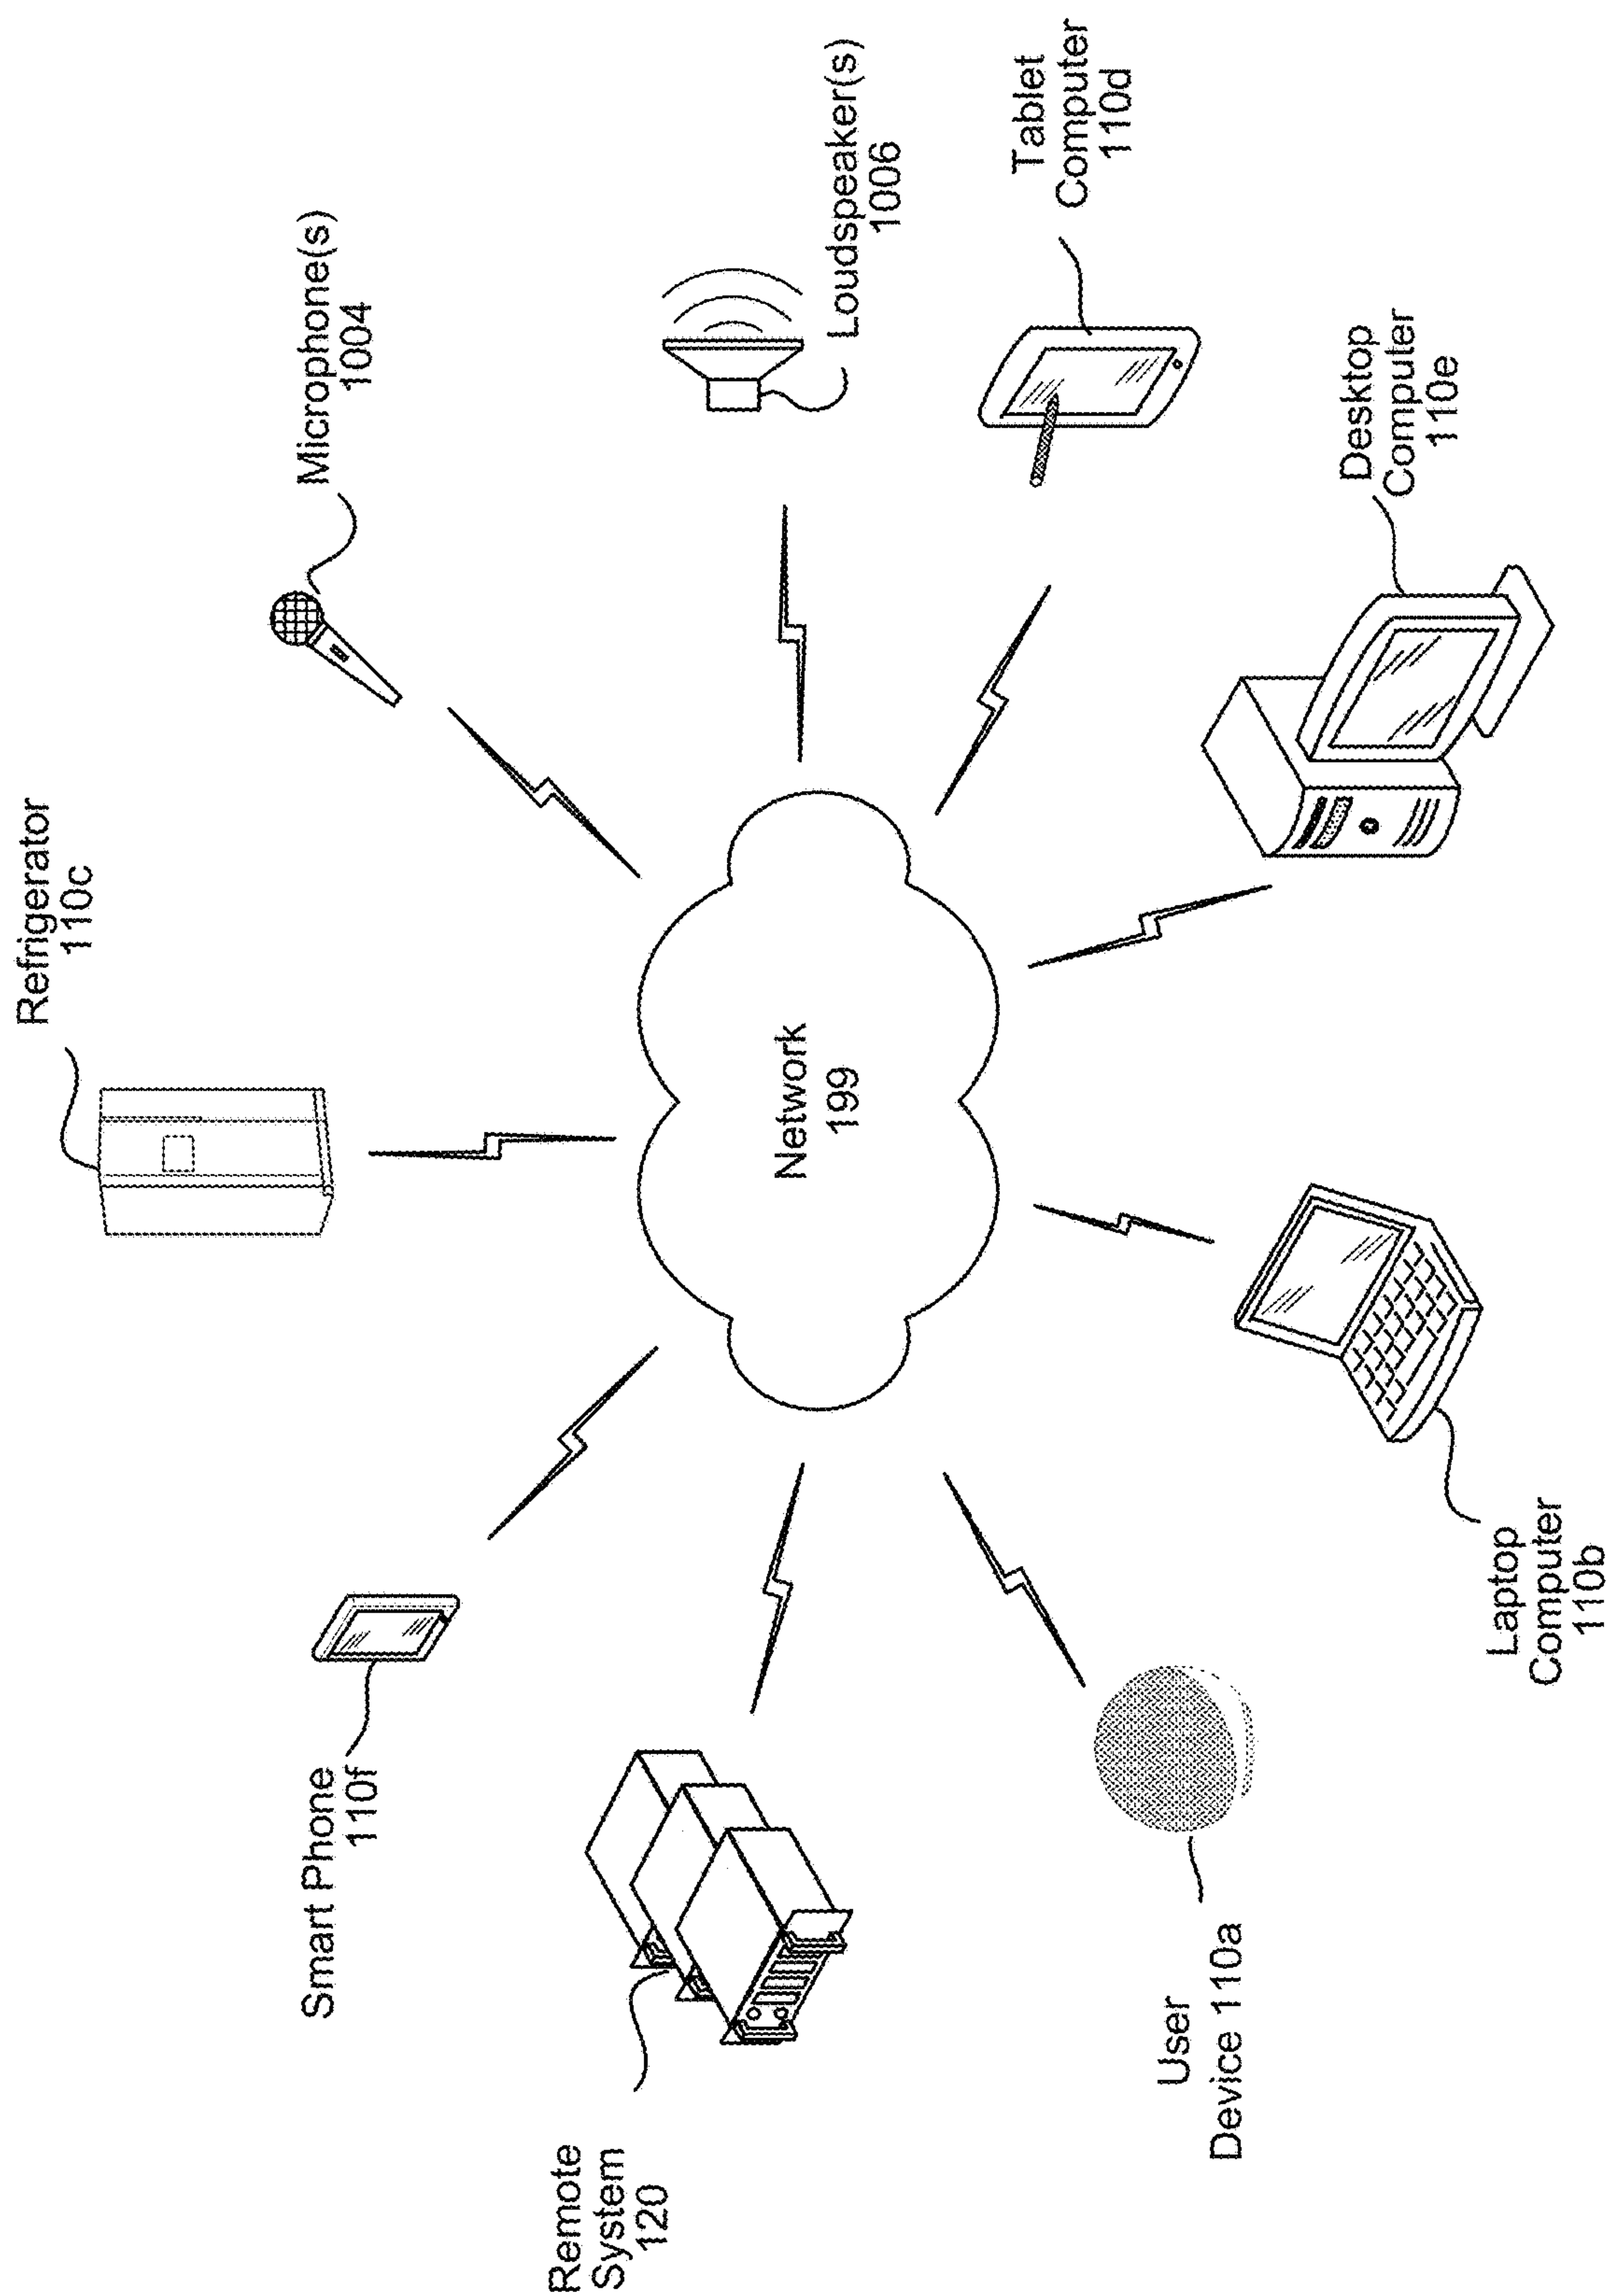 Refrigerator
110c
Smart Phone
110f
Microphone(s)
1004
Remote
System
120
Network
199
Loudspeaker(s)
1006
User
Device 110a
Tablet
Computer
110d
Laptop
Computer
110b
Desktop
Computer
110e